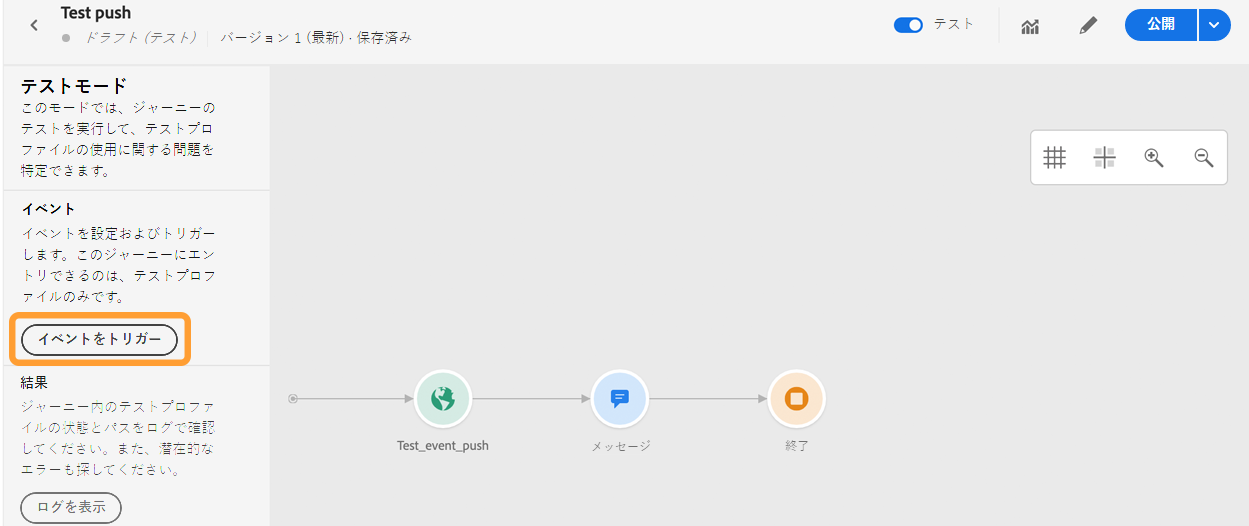 Test push
ドラフト (テスト) バージョン 1 (最新) · 保存済み
テスト
公開
テストモード
このモードでは、ジャーニーの
テストを実行して、テストプロ
ファイルの使用に関する問題を
特定できます。
イベント
イベントを設定およびトリガー
します。このジャーニーにエン
トリできるのは、テストプロフ
ァイルのみです。
イベントをトリガー
結果
ジャーニー内のテストプロファ
イルの状態とパスをログで確認
してください。また、潜在的な
エラーも探してください。
ログを表示
Test_event_push
メッセージ
終了